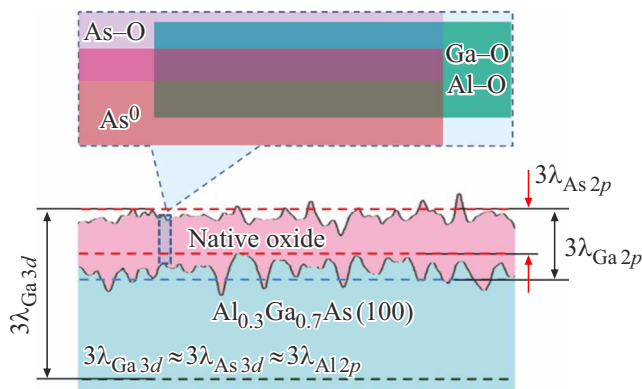 As–O
Ga–O
Al–O
As⁰
3λAs 2p
Native oxide
3λGa 2p
3λGa 3d
Al0.3Ga0.7As (100)
3λGa 3d ≈ 3λAs 3d ≈ 3λAl 2p